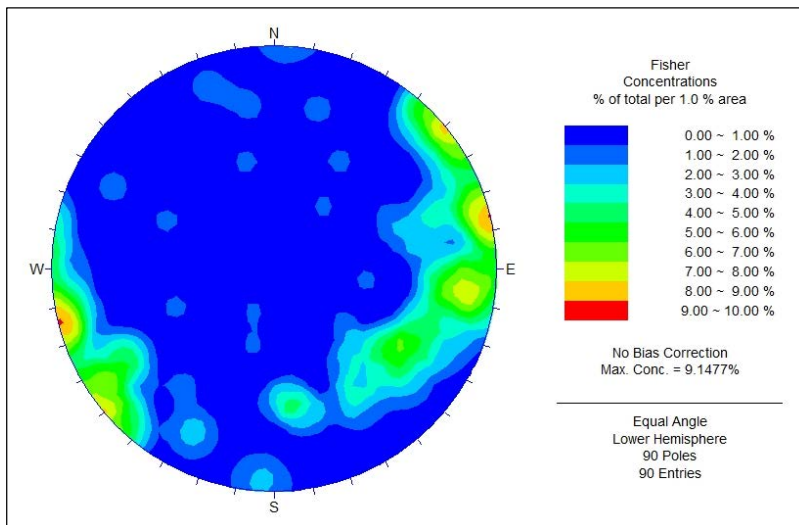 N
W
E
S
Fisher
Concentrations
% of total per 1.0 % area
0.00 ~ 1.00 %
1.00 ~ 2.00 %
2.00 ~ 3.00 %
3.00 ~ 4.00 %
4.00 ~ 5.00 %
5.00 ~ 6.00 %
6.00 ~ 7.00 %
7.00 ~ 8.00 %
8.00 ~ 9.00 %
9.00 ~ 10.00 %
No Bias Correction
Max. Conc. = 9.1477%
Equal Angle
Lower Hemisphere
90 Poles
90 Entries